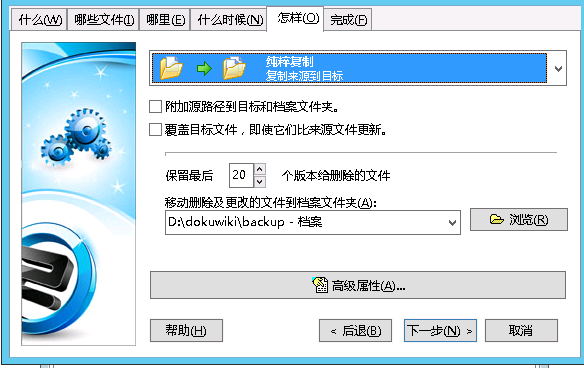 什么(W) 哪些文件(I) 哪里(E) 什么时候(N) 怎样(O) 完成(F)
纯粹复制
复制来源到目标
附加源路径到目标和档案文件夹。
覆盖目标文件，即使它们比来源文件更新。
保留最后 20 个版本给删除的文件
移动删除及更改的文件到档案文件夹(A):
D:\dokuwiki\backup - 档案 浏览(R)
高级属性(A)...
帮助(H) < 后退(B) 下一步(N) > 取消